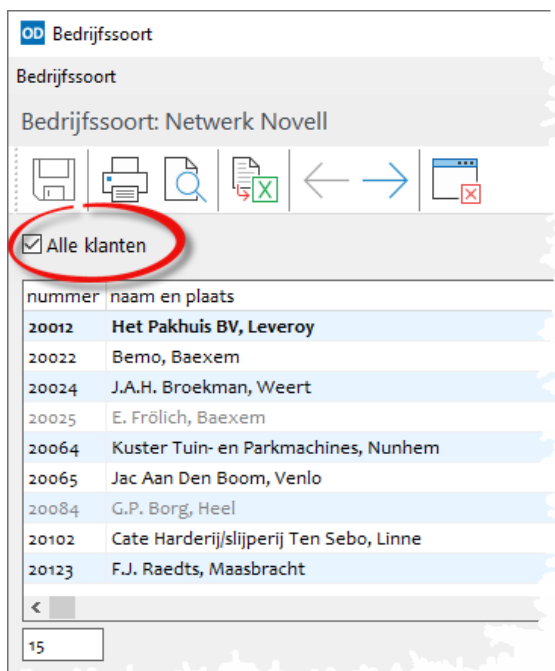 OD Bedrijfssoort
Bedrijfssoort
Bedrijfssoort: Netwerk Novell
Alle klanten
nummer naam en plaats
20012 Het Pakhuis BV, Leveroy
20022 Bemo, Baexem
20024 J.A.H. Broekman, Weert
20025 E. Frölich, Baexem
20064 Kuster Tuin- en Parkmachines, Nunhem
20065 Jac Aan Den Boom, Venlo
20084 G.P. Borg, Heel
20102 Cate Harderij/slijperij Ten Sebo, Linne
20123 F.J. Raedts, Maasbracht
15